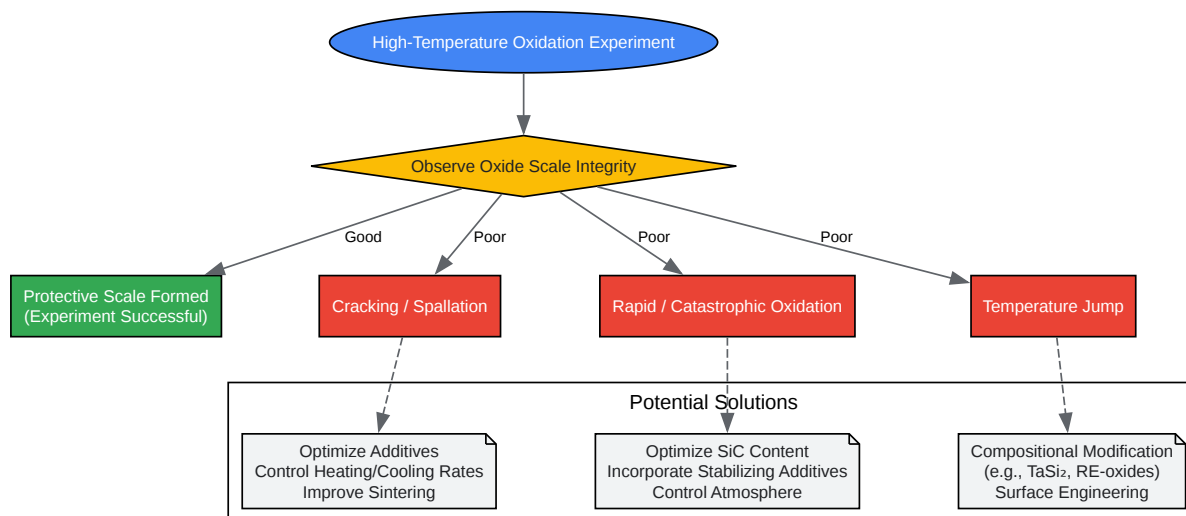 High-Temperature Oxidation Experiment
Observe Oxide Scale Integrity
Good
Poor
Poor
Poor
Protective Scale Formed
(Experiment Successful)
Cracking / Spallation
Rapid / Catastrophic Oxidation
Temperature Jump
Potential Solutions
Optimize Additives
Control Heating/Cooling Rates
Improve Sintering
Optimize SiC Content
Incorporate Stabilizing Additives
Control Atmosphere
Compositional Modification
(e.g., TaSi₂, RE-oxides)
Surface Engineering